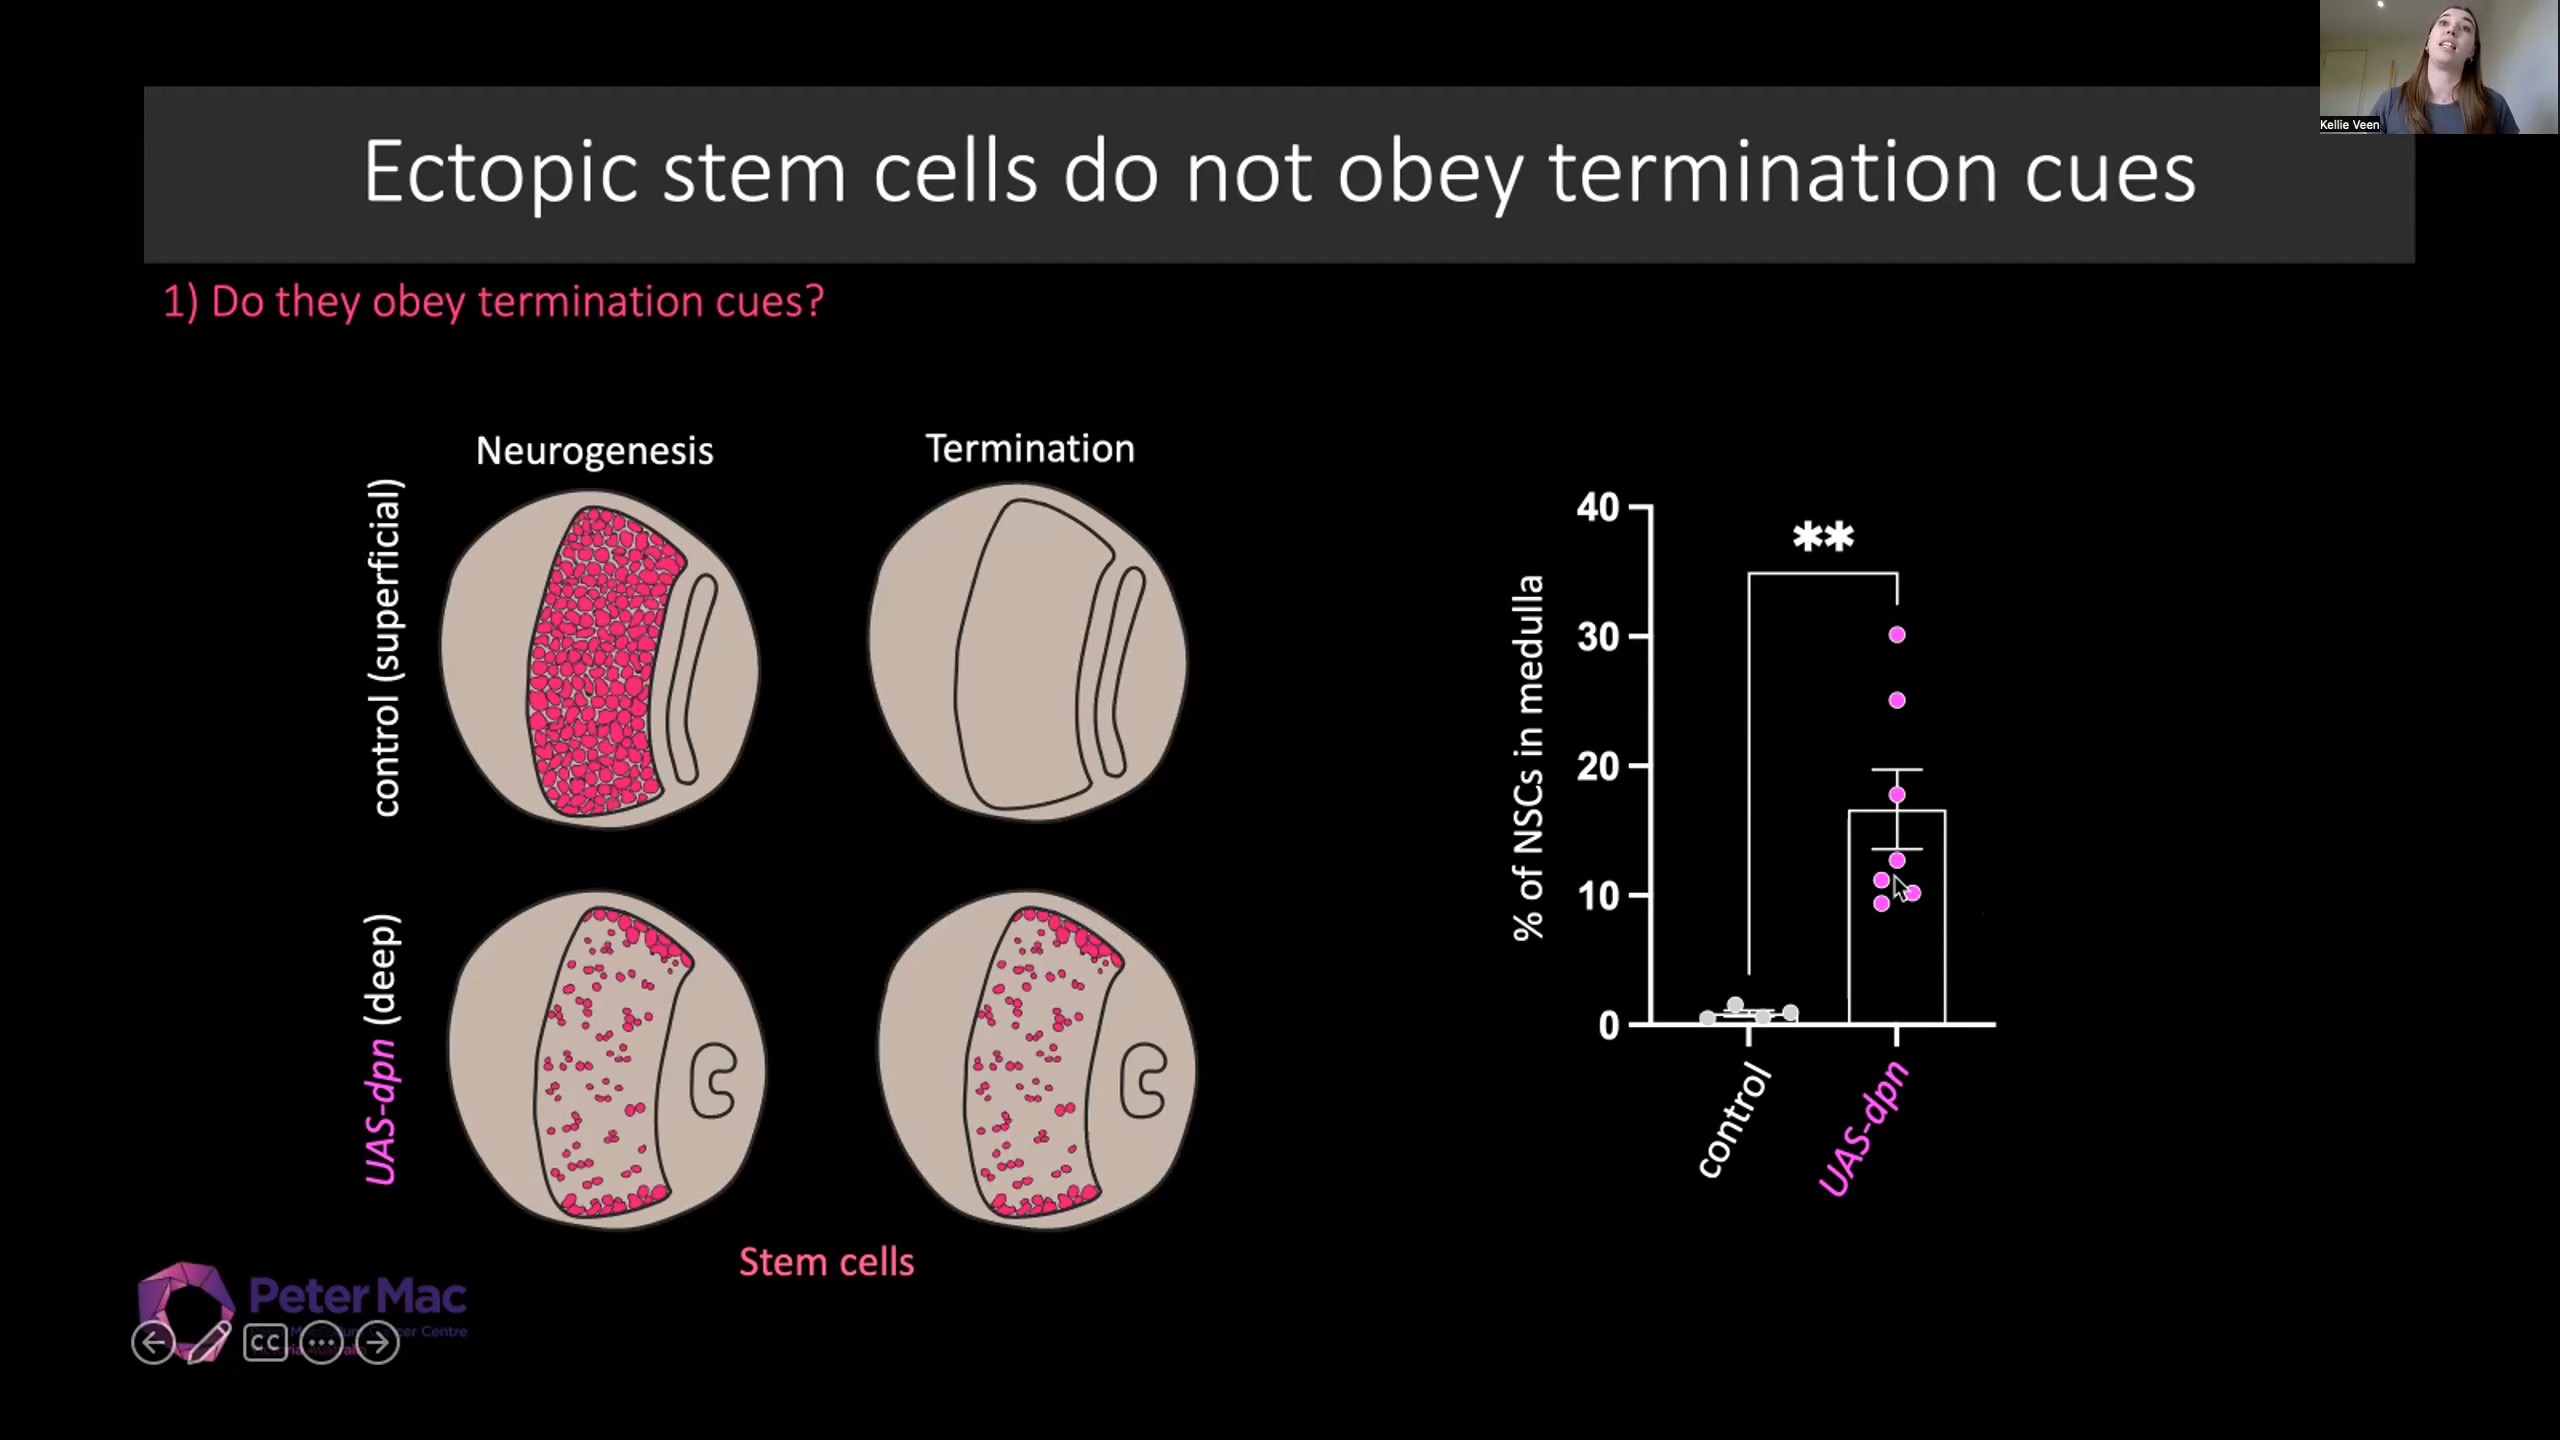 Kellie Veen
Ectopic stem cells do not obey termination cues
1) Do they obey termination cues?
Neurogenesis
Termination
control (superficial)
UAS-dpn (deep)
Stem cells
% of NSCs in medulla
40
30
20
10
0
**
control
UAS-dpn
Peter Mac
CC